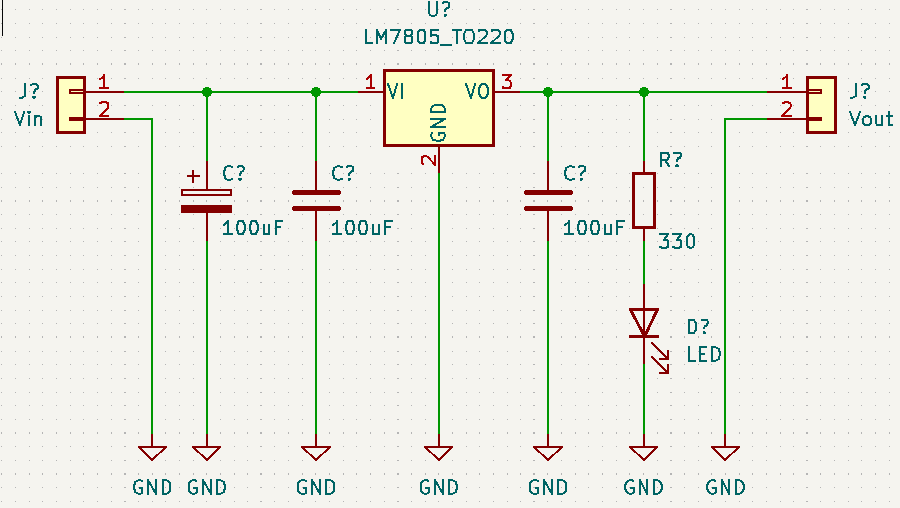 U?
LM7805_TO220
J?
Vin
1
2
1
VI
VO
3
GND
2
1
2
J?
Vout
+
C?
100uF
C?
100uF
C?
100uF
R?
330
D?
LED
GND
GND
GND
GND
GND
GND
GND